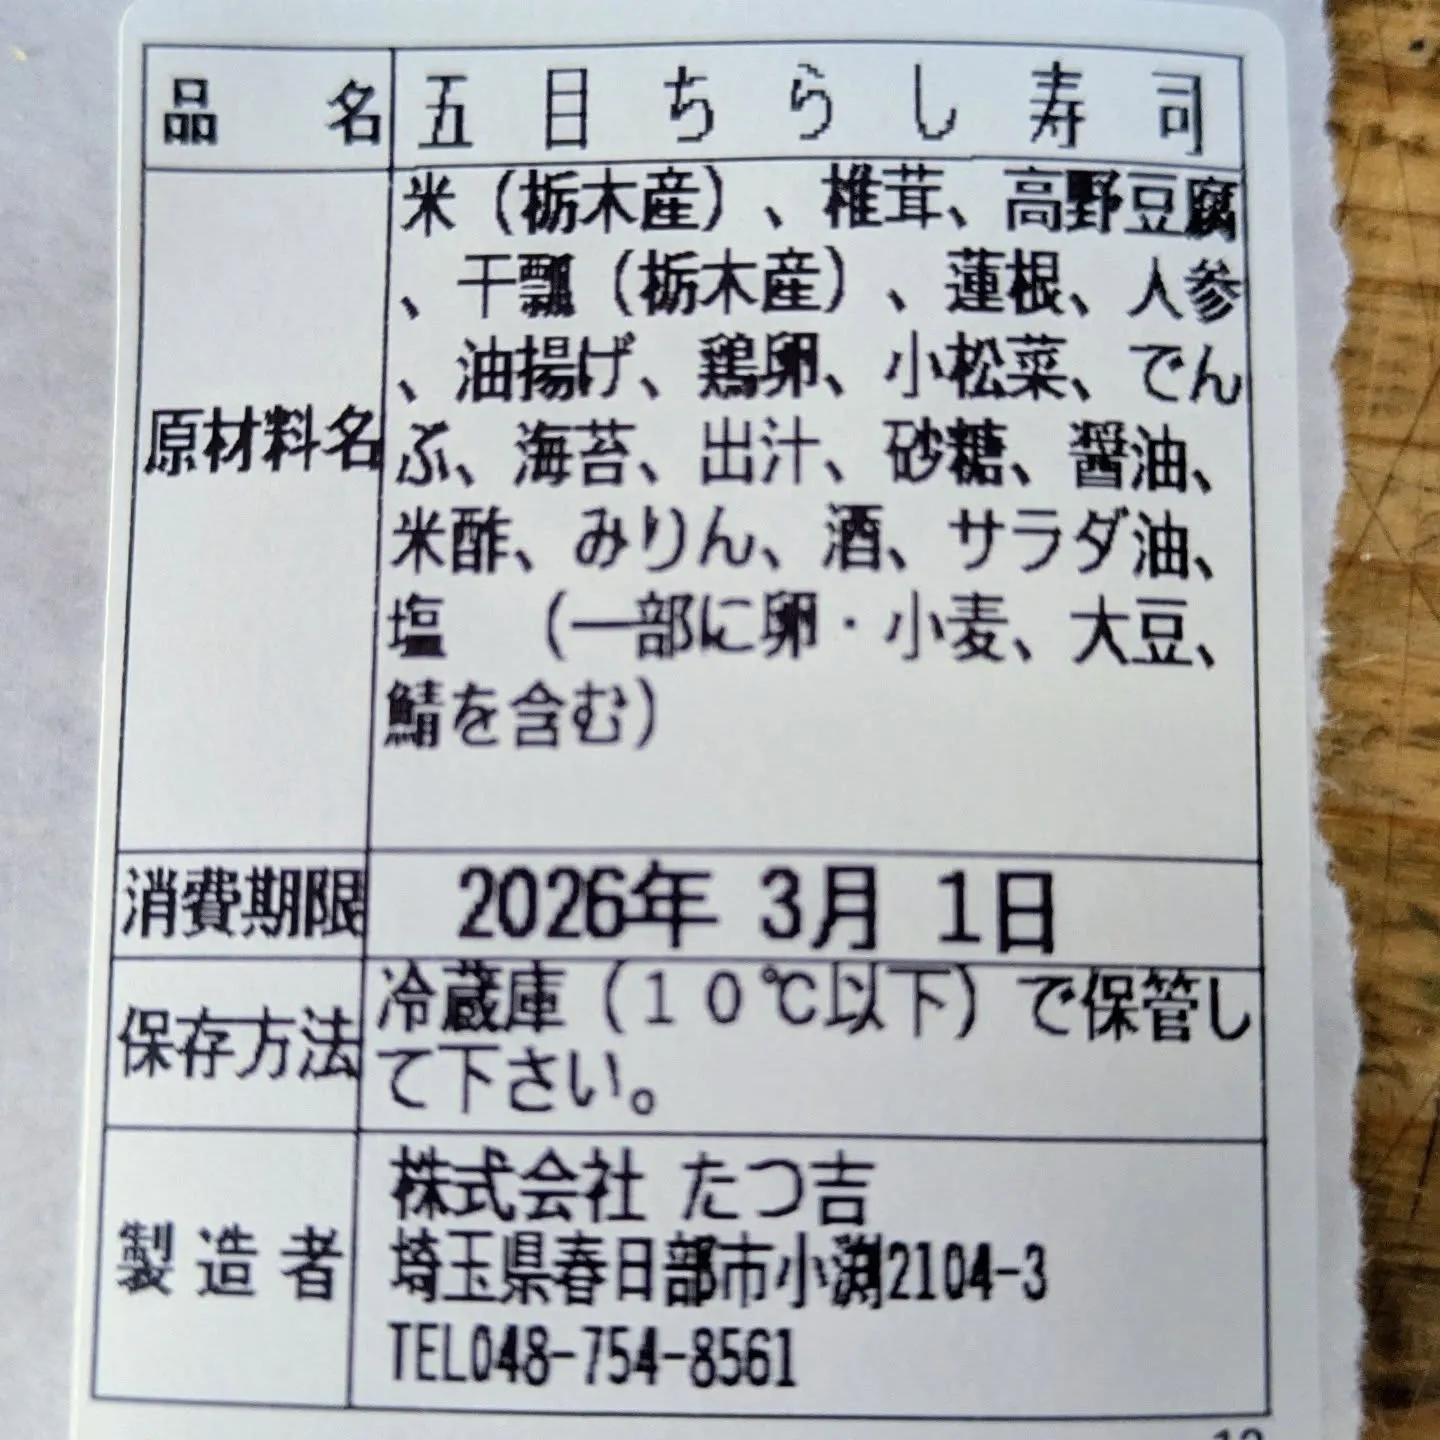 品名 五目ちらし寿司
原材料名 米（栃木産）、椎茸、高野豆腐
、干瓢（栃木産）、蓮根、人参
、油揚げ、鶏卵、小松菜、でん
ぶ、海苔、出汁、砂糖、醤油、
米酢、みりん、酒、サラダ油、
塩　（一部に卵・小麦、大豆、
鯖を含む）
消費期限 2026年 3月 1日
保存方法 冷蔵庫（１０℃以下）で保管し
て下さい。
製造者 株式会社 たつ吉
埼玉県春日部市小渕2104-3
TEL048-754-8561